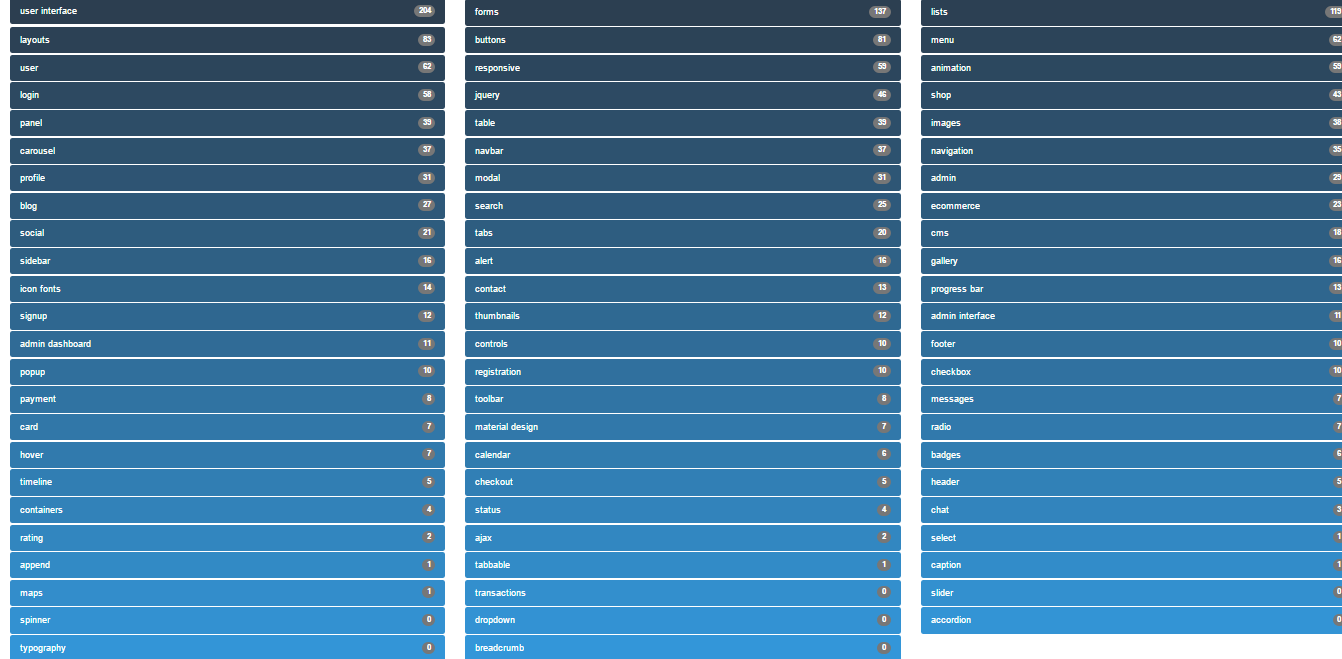 user interface 204 forms 137 lists 119
layouts 83 buttons 81 menu 62
user 62 responsive 59 animation 59
login 58 jquery 46 shop 43
panel 39 table 39 images 38
carousel 37 navbar 37 navigation 35
profile 31 modal 31 admin 29
blog 27 search 25 ecommerce 23
social 21 tabs 20 cms 18
sidebar 16 alert 16 gallery 16
icon fonts 14 contact 13 progress bar 13
signup 12 thumbnails 12 admin interface 11
admin dashboard 11 controls 10 footer 10
popup 10 registration 10 checkbox 10
payment 8 toolbar 8 messages 7
card 7 material design 7 radio 7
hover 7 calendar 6 badges 6
timeline 5 checkout 5 header 5
containers 4 status 4 chat 3
rating 2 ajax 2 select 1
append 1 tabbable 1 caption 1
maps 1 transactions 0 slider 0
spinner 0 dropdown 0 accordion 0
typography 0 breadcrumb 0